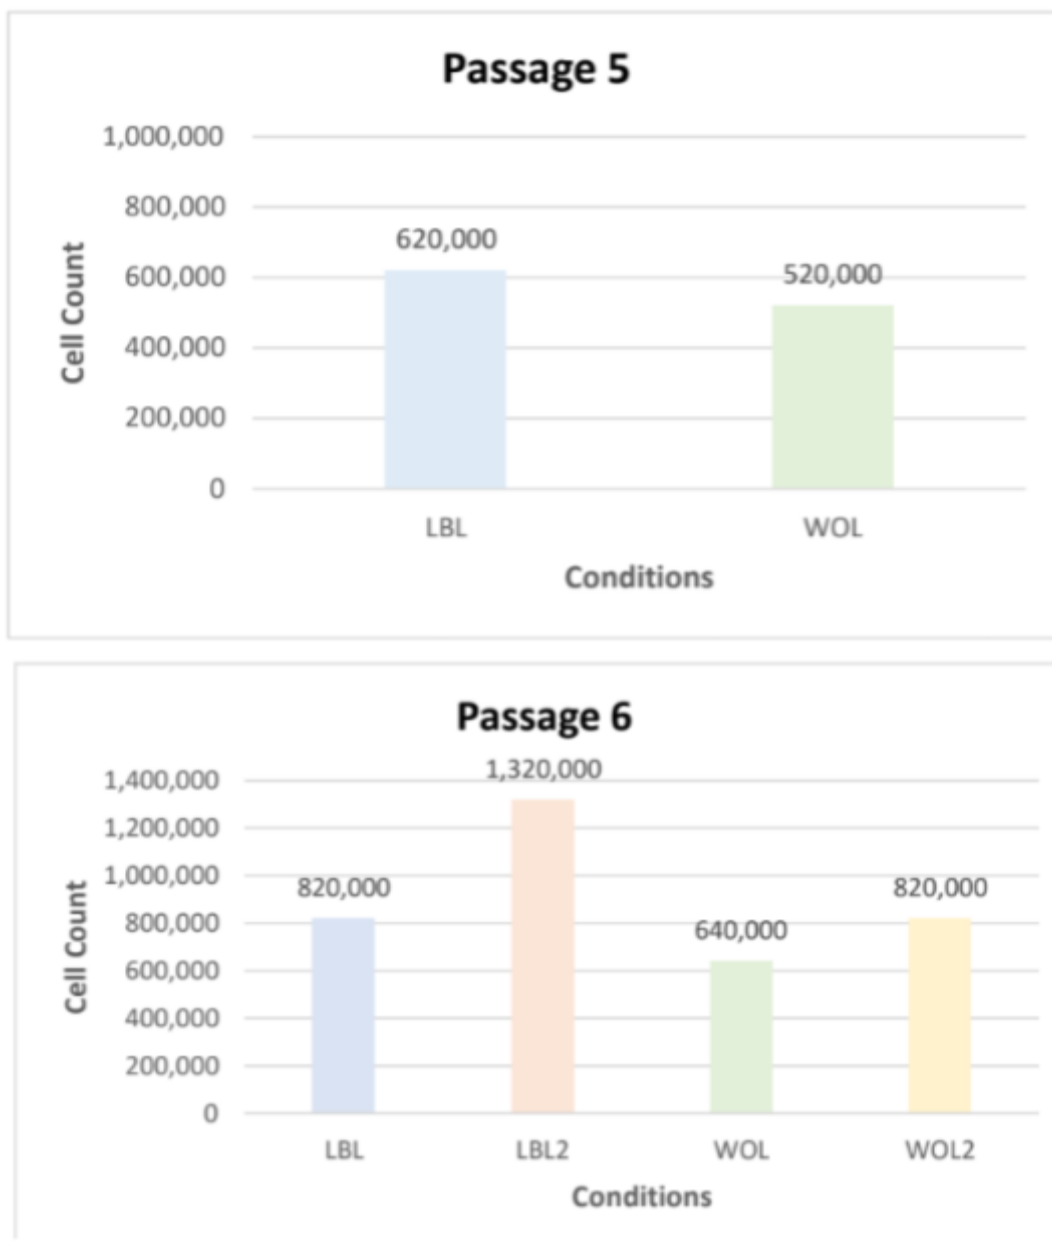 Passage 5
1,000,000
800,000
600,000
400,000
200,000
0
Cell Count
620,000
520,000
LBL
WOL
Conditions
Passage 6
1,400,000
1,200,000
1,000,000
800,000
600,000
400,000
200,000
0
Cell Count
820,000
1,320,000
640,000
820,000
LBL
LBL2
WOL
WOL2
Conditions